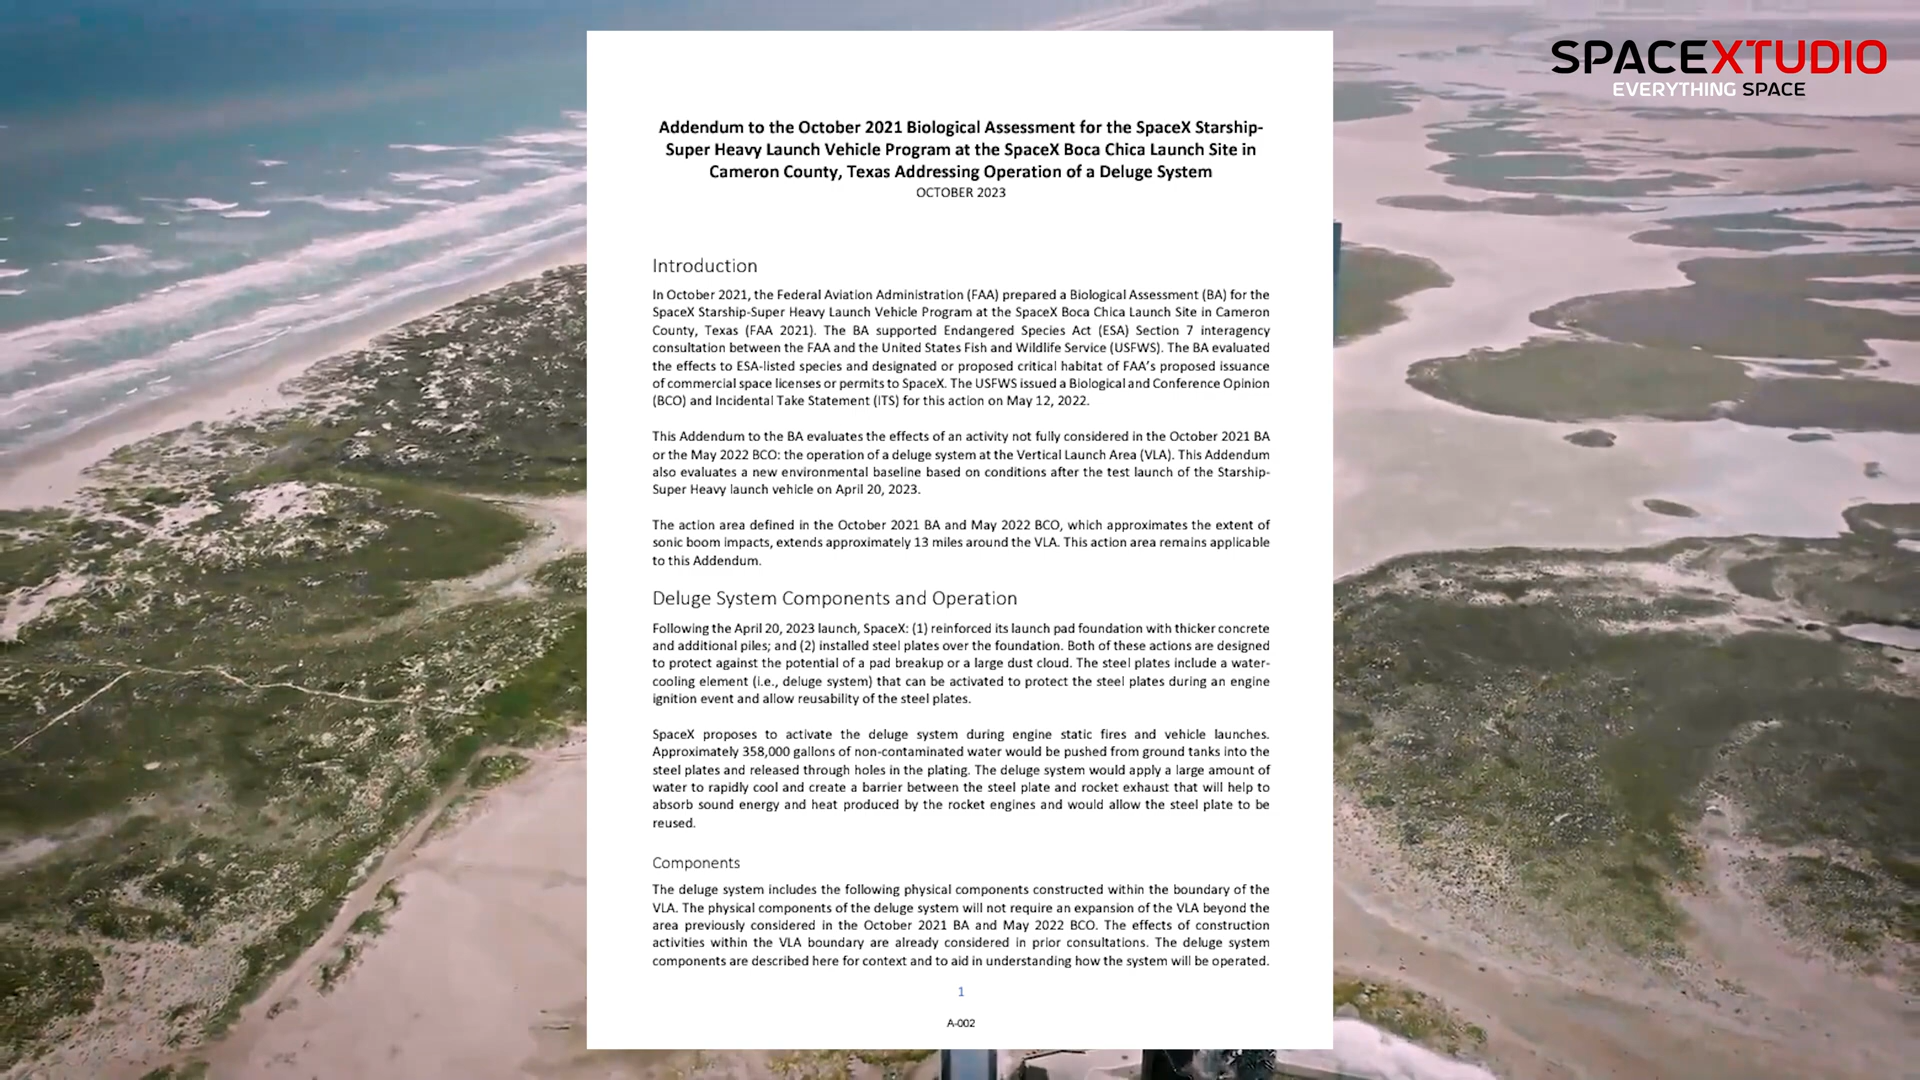 SPACEXTUDIO
EVERYTHING SPACE
Addendum to the October 2021 Biological Assessment for the SpaceX Starship-
Super Heavy Launch Vehicle Program at the SpaceX Boca Chica Launch Site in
Cameron County, Texas Addressing Operation of a Deluge System
OCTOBER 2023
Introduction
In October 2021, the Federal Aviation Administration (FAA) prepared a Biological Assessment (BA) for the
SpaceX Starship-Super Heavy Launch Vehicle Program at the SpaceX Boca Chica Launch Site in Cameron
County, Texas (FAA 2021). The BA supported Endangered Species Act (ESA) Section 7 interagency
consultation between the FAA and the United States Fish and Wildlife Service (USFWS). The BA evaluated
the effects to ESA-listed species and designated or proposed critical habitat of FAA's proposed issuance
of commercial space licenses or permits to SpaceX. The USFWS issued a Biological and Conference Opinion
(BCO) and Incidental Take Statement (ITS) for this action on May 12, 2022.
This Addendum to the BA evaluates the effects of an activity not fully considered in the October 2021 BA
or the May 2022 BCO: the operation of a deluge system at the Vertical Launch Area (VLA). This Addendum
also evaluates a new environmental baseline based on conditions after the test launch of the Starship-
Super Heavy launch vehicle on April 20, 2023.
The action area defined in the October 2021 BA and May 2022 BCO, which approximates the extent of
sonic boom impacts, extends approximately 13 miles around the VLA. This action area remains applicable
to this Addendum.
Deluge System Components and Operation
Following the April 20, 2023 launch, SpaceX: (1) reinforced its launch pad foundation with thicker concrete
and additional piles; and (2) installed steel plates over the foundation. Both of these actions are designed
to protect against the potential of a pad breakup or a large dust cloud. The steel plates include a water-
cooling element (i.e., deluge system) that can be activated to protect the steel plates during an engine
ignition event and allow reusability of the steel plates.
SpaceX proposes to activate the deluge system during engine static fires and vehicle launches.
Approximately 358,000 gallons of non-contaminated water would be pushed from ground tanks into the
steel plates and released through holes in the plating. The deluge system would apply a large amount of
water to rapidly cool and create a barrier between the steel plate and rocket exhaust that will help to
absorb sound energy and heat produced by the rocket engines and would allow the steel plate to be
reused.
Components
The deluge system includes the following physical components constructed within the boundary of the
VLA. The physical components of the deluge system will not require an expansion of the VLA beyond the
area previously considered in the October 2021 BA and May 2022 BCO. The effects of construction
activities within the VLA boundary are already considered in prior consultations. The deluge system
components are described here for context and to aid in understanding how the system will be operated.
1
A-002